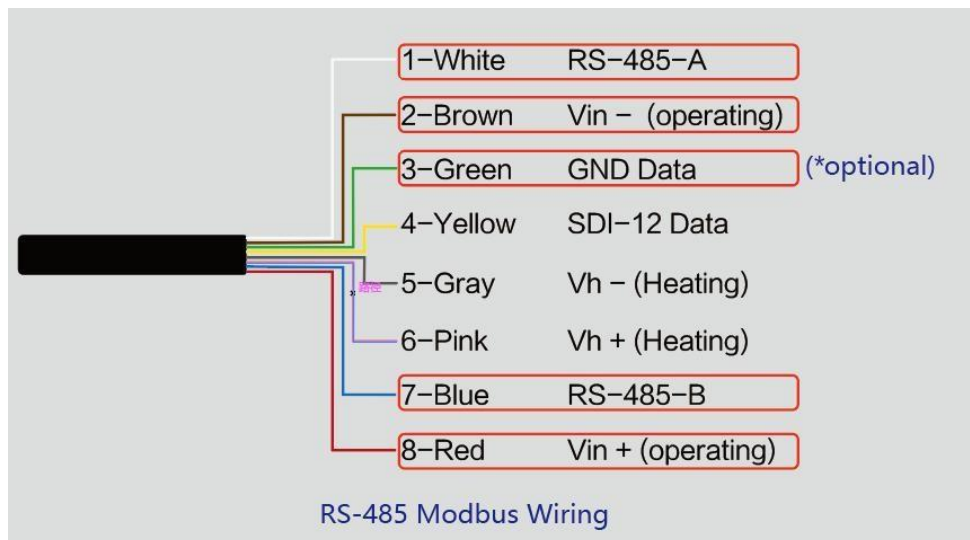 1-White RS-485-A
2-Brown Vin - (operating)
3-Green GND Data (*optional)
4-Yellow SDI-12 Data
5-Gray Vh - (Heating)
路径
6-Pink Vh + (Heating)
7-Blue RS-485-B
8-Red Vin + (operating)
RS-485 Modbus Wiring